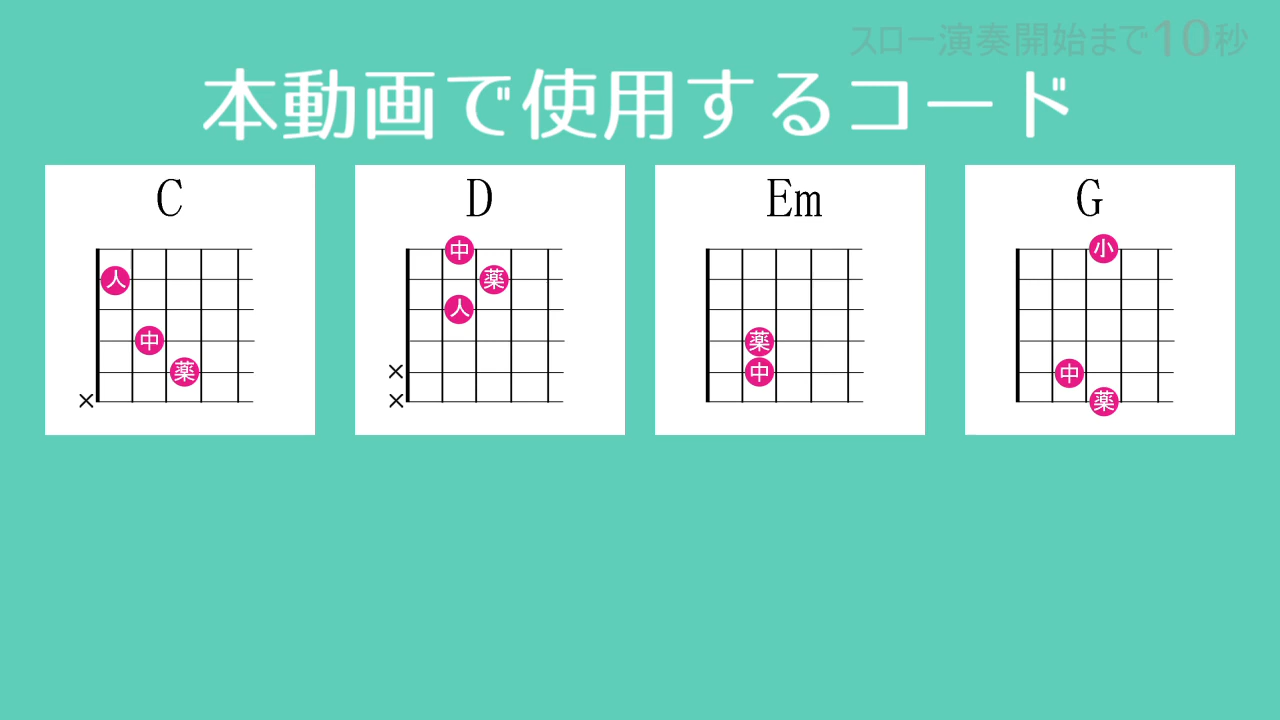 スロー演奏開始まで10秒
本動画で使用するコード
C D Em G
人 中 薬 ×
中 薬 人 × ×
薬 中
小 中 薬